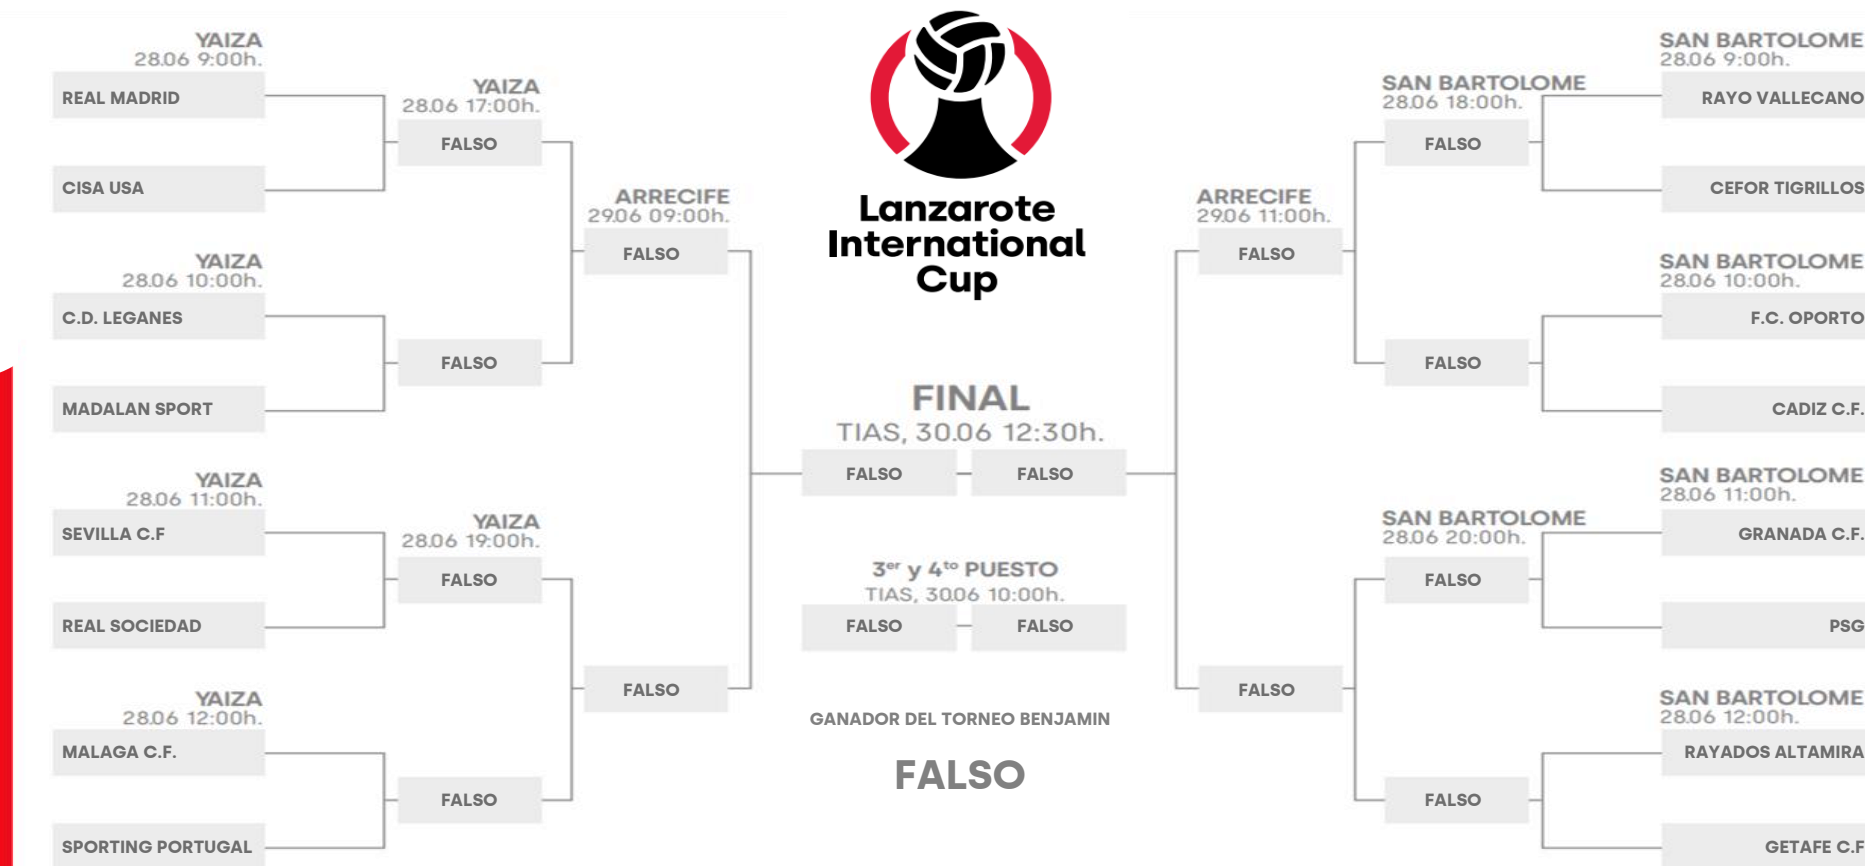 YAIZA
28.06 9:00h.
REAL MADRID
CISA USA
YAIZA
28.06 10:00h.
C.D. LEGANES
MADALAN SPORT
YAIZA
28.06 11:00h.
SEVILLA C.F
REAL SOCIEDAD
YAIZA
28.06 12:00h.
MALAGA C.F.
SPORTING PORTUGAL
YAIZA
28.06 17:00h.
FALSO
FALSO
YAIZA
28.06 19:00h.
FALSO
FALSO
ARRECIFE
29.06 09:00h.
FALSO
FALSO
Lanzarote
International
Cup
FINAL
TIAS, 30.06 12:30h.
FALSO
FALSO
3er y 4to PUESTO
TIAS, 30.06 10:00h.
FALSO
FALSO
GANADOR DEL TORNEO BENJAMIN
FALSO
ARRECIFE
29.06 11:00h.
FALSO
FALSO
SAN BARTOLOME
28.06 18:00h.
FALSO
FALSO
SAN BARTOLOME
28.06 20:00h.
FALSO
FALSO
SAN BARTOLOME
28.06 9:00h.
RAYO VALLECANO
CEFOR TIGRILLOS
SAN BARTOLOME
28.06 10:00h.
F.C. OPORTO
CADIZ C.F.
SAN BARTOLOME
28.06 11:00h.
GRANADA C.F.
PSG
SAN BARTOLOME
28.06 12:00h.
RAYADOS ALTAMIRA
GETAFE C.F